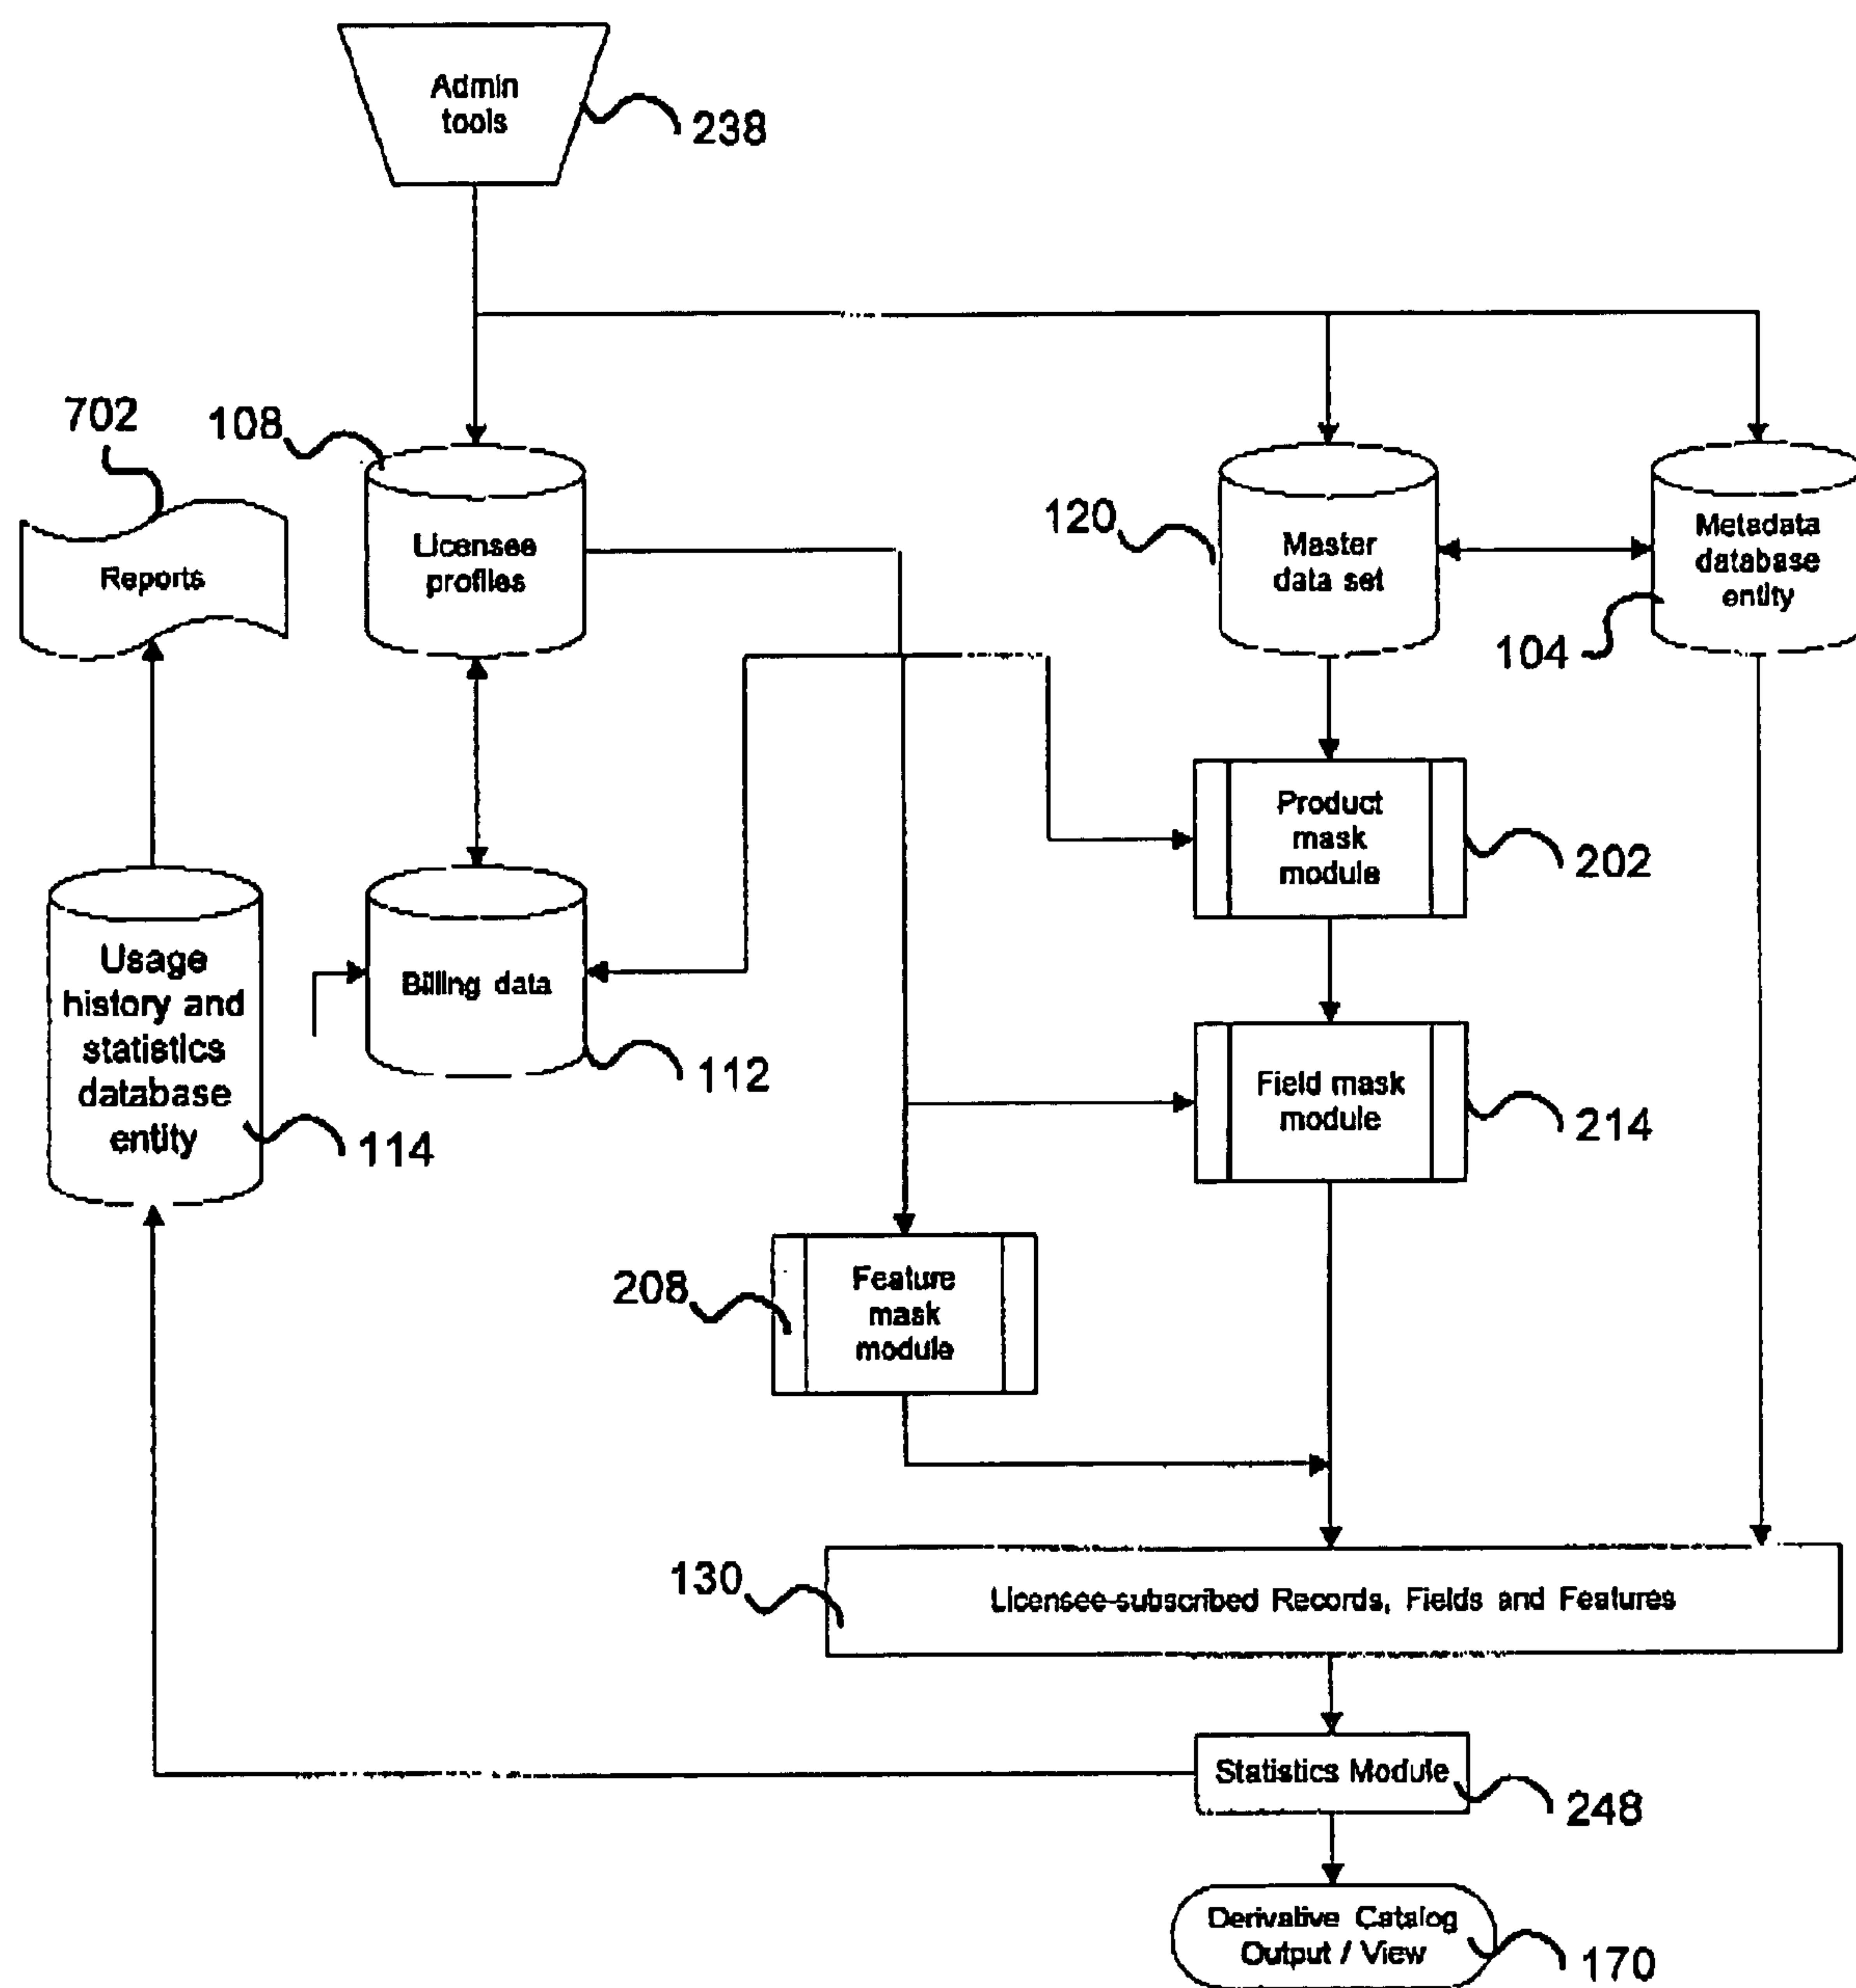 Admin
tools
238
702
108
Reports
Licensee
profiles
120
Master
data set
Metadata
database
entity
104
Product
mask
module
202
Usage
history and
statistics
database
entity
114
Billing data
112
Field mask
module
214
208
Feature
mask
module
130
Licensee-subscribed Records, Fields and Features
Statistics Module
248
Derivative Catalog
Output / View
170